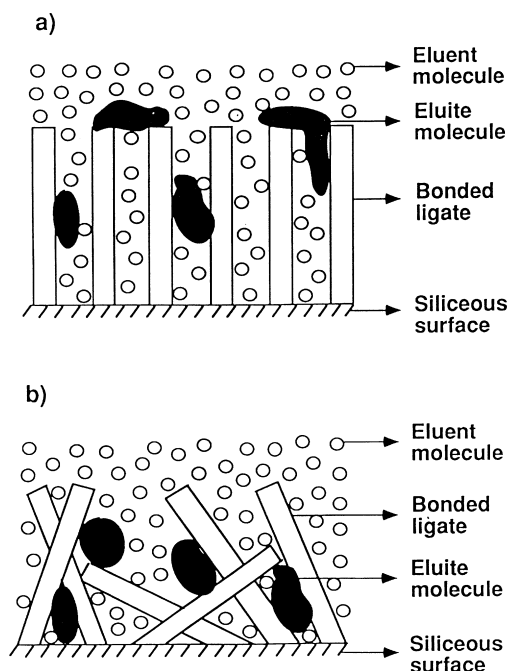 a)
Eluent
molecule
Eluite
molecule
Bonded
ligate
Siliceous
surface
b)
Eluent
molecule
Bonded
ligate
Eluite
molecule
Siliceous
surface